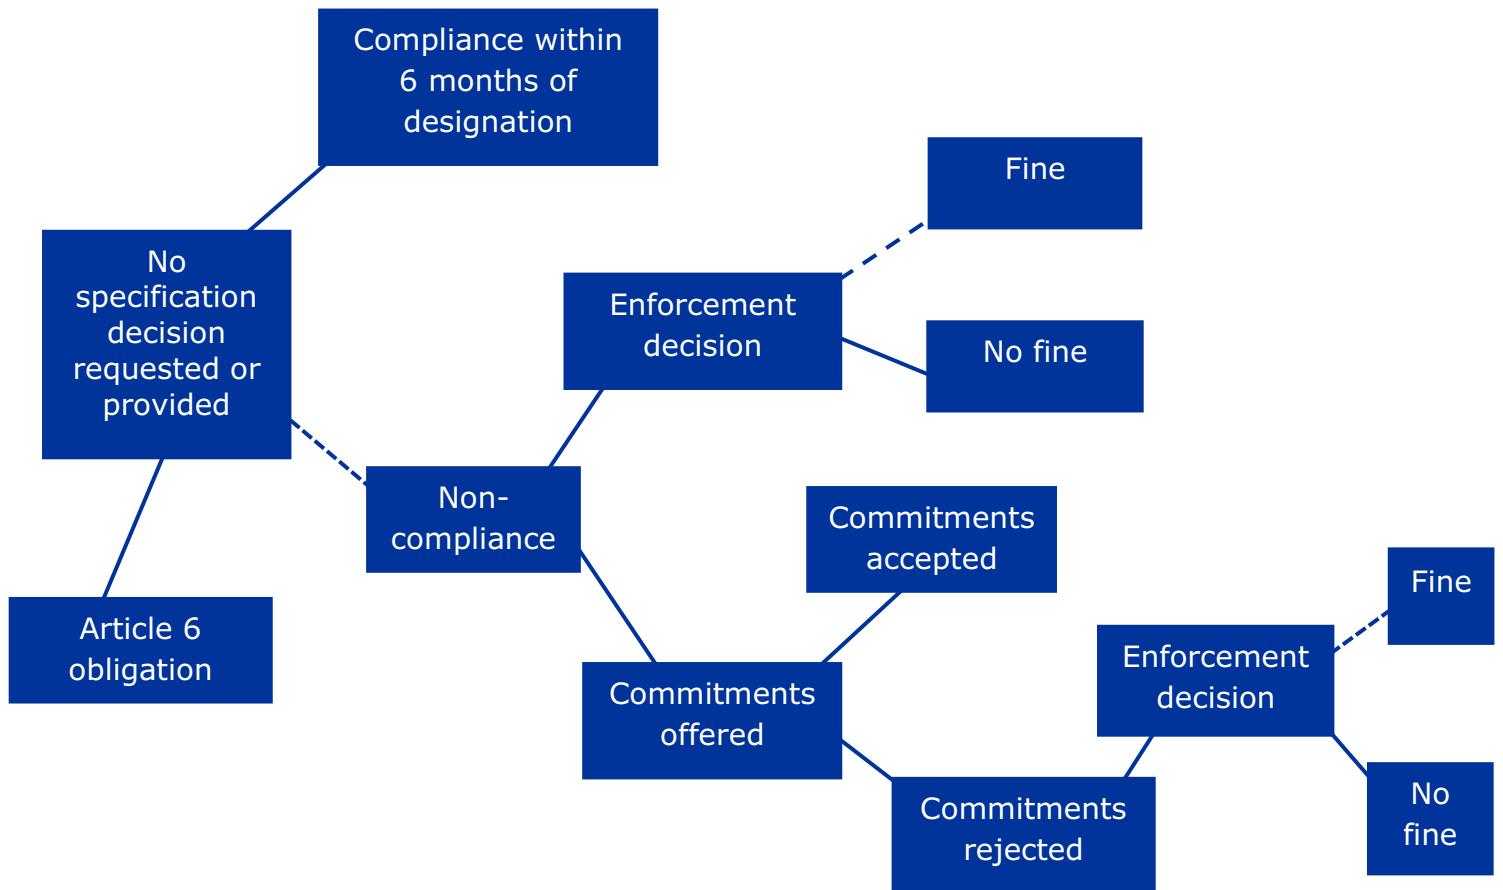 Compliance within
6 months of
designation
Fine
No
specification
decision
requested or
provided
Enforcement
decision
No fine
Non-
compliance
Commitments
accepted
Fine
Article 6
obligation
Enforcement
decision
Commitments
offered
Commitments
rejected
No
fine